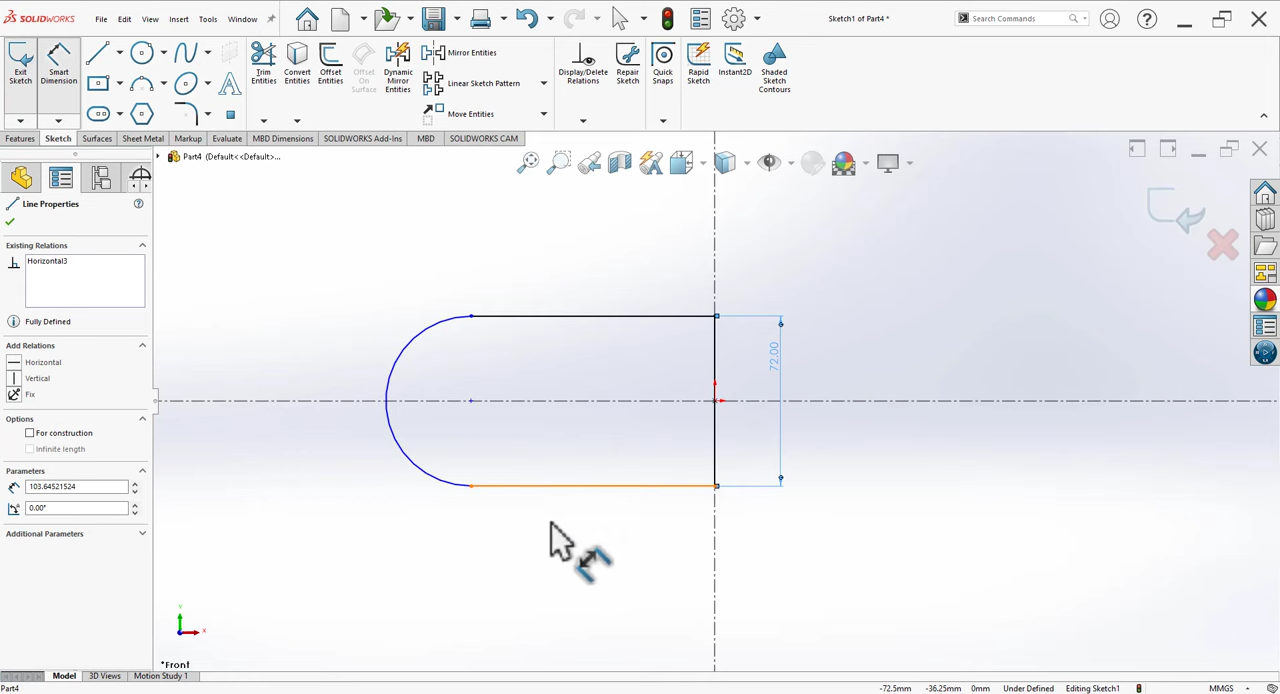 SOLIDWORKS File Edit View Insert Tools Window Sketch1 of Part4 * Search Commands
Exit Sketch
Smart Dimension
Trim Entities
Convert Entities
Offset Entities
Offset On Surface
Dynamic Mirror Entities
Mirror Entities
Linear Sketch Pattern
Move Entities
Display/Delete Relations
Repair Sketch
Quick Snaps
Rapid Sketch
Instant2D
Shaded Sketch Contours
Features Sketch Surfaces Sheet Metal Markup Evaluate MBD Dimensions SOLIDWORKS Add-Ins MBD SOLIDWORKS CAM
Part4 (Default<<Default>...
Line Properties
Existing Relations
Horizontal3
Fully Defined
Add Relations
Horizontal
Vertical
Fix
Options
For construction
Infinite length
Parameters
103.64521524
0.00°
Additional Parameters
72.00
Y
X
*Front
Model 3D Views Motion Study 1
Part4 -72.5mm -36.25mm 0mm Under Defined Editing Sketch1 MMGS